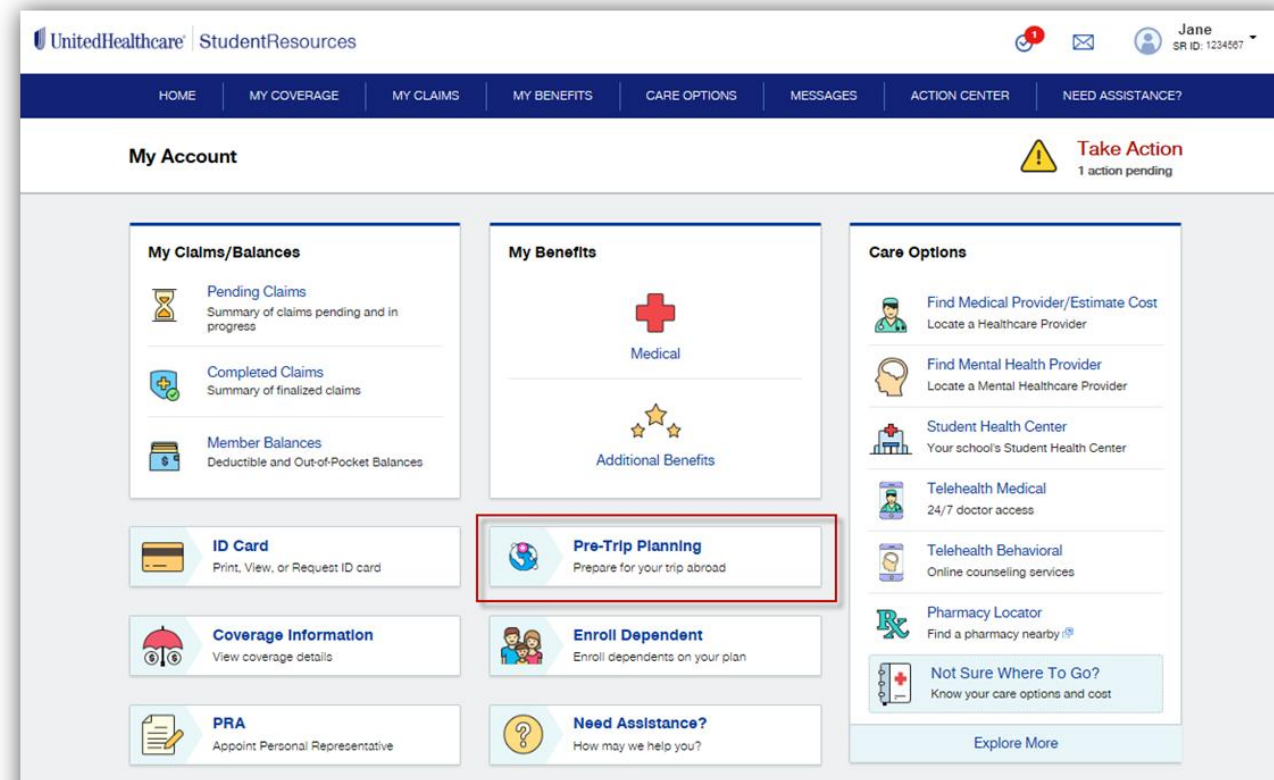 UnitedHealthcare StudentResources
1
Jane
SR ID: 1234567
HOME
MY COVERAGE
MY CLAIMS
MY BENEFITS
CARE OPTIONS
MESSAGES
ACTION CENTER
NEED ASSISTANCE?
My Account
Take Action
1 action pending
My Claims/Balances
Pending Claims
Summary of claims pending and in
progress
Completed Claims
Summary of finalized claims
Member Balances
Deductible and Out-of-Pocket Balances
My Benefits
Medical
Additional Benefits
Care Options
Find Medical Provider/Estimate Cost
Locate a Healthcare Provider
Find Mental Health Provider
Locate a Mental Healthcare Provider
Student Health Center
Your school's Student Health Center
Telehealth Medical
24/7 doctor access
Telehealth Behavioral
Online counseling services
Pharmacy Locator
Find a pharmacy nearby
Not Sure Where To Go?
Know your care options and cost
Explore More
ID Card
Print, View, or Request ID card
Pre-Trip Planning
Prepare for your trip abroad
Coverage Information
View coverage details
Enroll Dependent
Enroll dependents on your plan
PRA
Appoint Personal Representative
Need Assistance?
How may we help you?